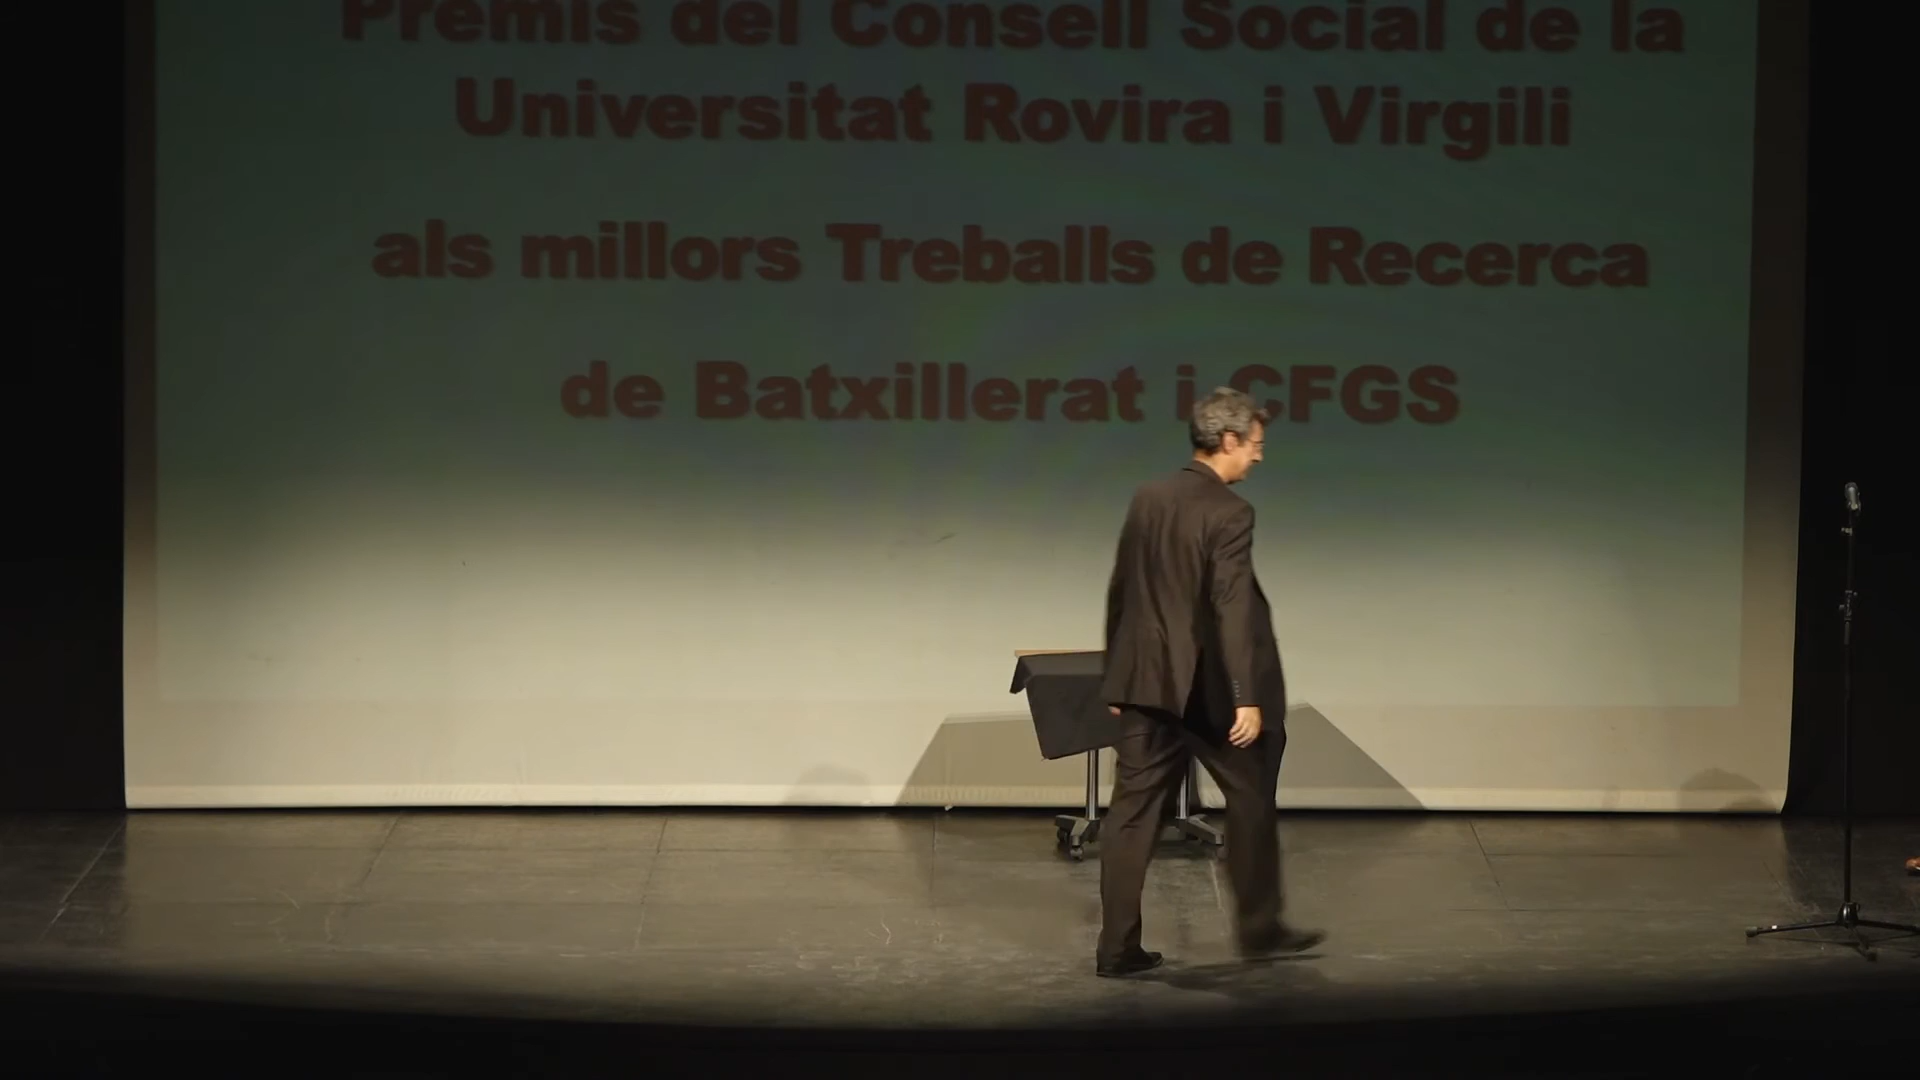 Premis del Consell Social de la
Universitat Rovira i Virgili
als millors Treballs de Recerca
de Batxillerat i CFGS